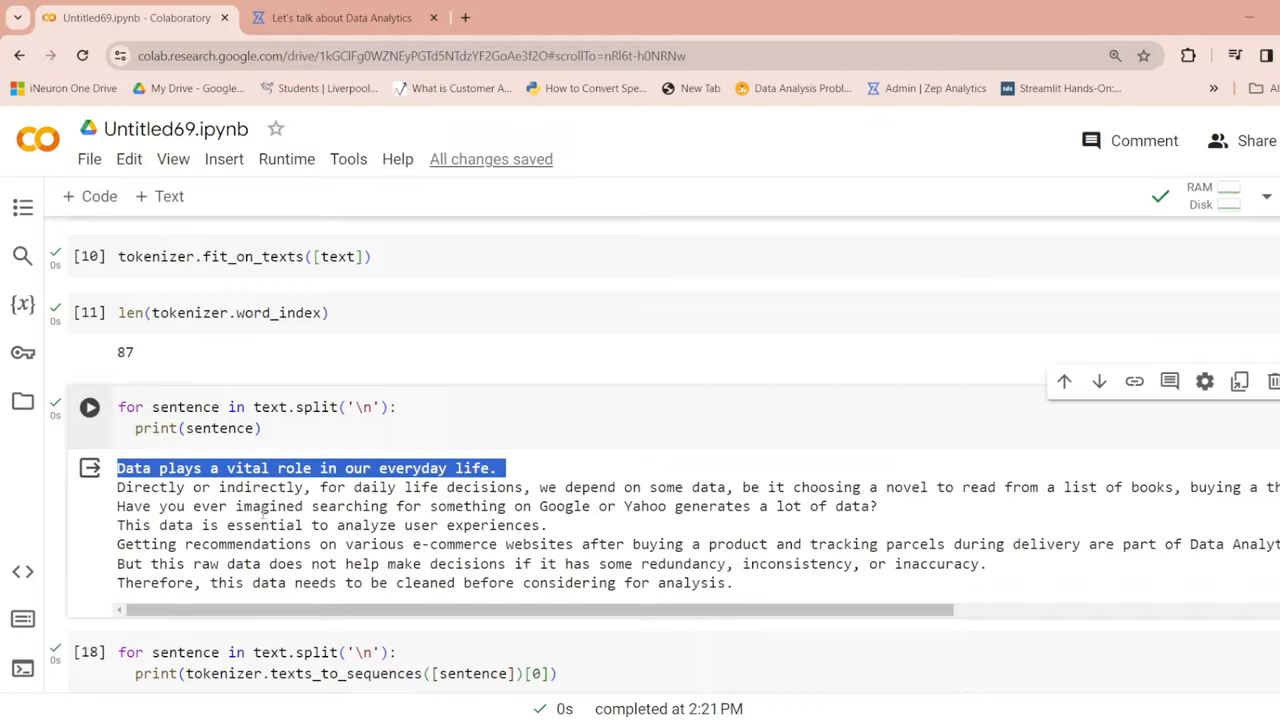 Untitled69.ipynb - Colaboratory
Let's talk about Data Analytics
colab.research.google.com/drive/1kGClFg0WZNEyPGTd5NTdzYF2GoAe3f2O#scrollTo=nRl6t-h0NRNw
iNeuron One Drive
My Drive - Google...
Students | Liverpool...
What is Customer A...
How to Convert Spe...
New Tab
Data Analysis Probl...
Admin | Zep Analytics
Streamlit Hands-On:...
»
Al
CO
Untitled69.ipynb
Comment
Share
File Edit View Insert Runtime Tools Help All changes saved
+ Code + Text
RAM
Disk
[10] tokenizer.fit_on_texts([text])
0s
[11] len(tokenizer.word_index)
0s
87
for sentence in text.split('\n'):
0s
print(sentence)
Data plays a vital role in our everyday life.
Directly or indirectly, for daily life decisions, we depend on some data, be it choosing a novel to read from a list of books, buying a th
Have you ever imagined searching for something on Google or Yahoo generates a lot of data?
This data is essential to analyze user experiences.
Getting recommendations on various e-commerce websites after buying a product and tracking parcels during delivery are part of Data Analyt
But this raw data does not help make decisions if it has some redundancy, inconsistency, or inaccuracy.
Therefore, this data needs to be cleaned before considering for analysis.
[18] for sentence in text.split('\n'):
0s
print(tokenizer.texts_to_sequences([sentence])[0])
0s completed at 2:21 PM